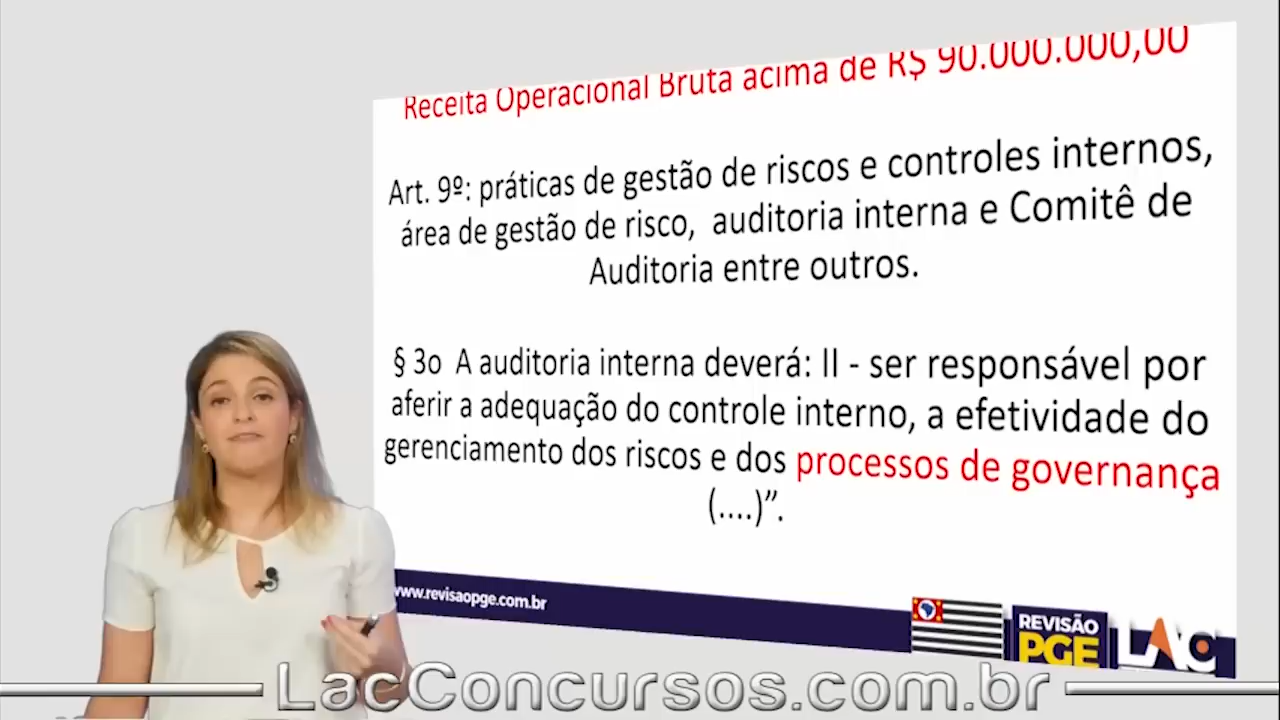 Receita Operacional Bruta acima de R$ 90.000.000,00
Art. 9º: práticas de gestão de riscos e controles internos,
área de gestão de risco, auditoria interna e Comitê de
Auditoria entre outros.
§ 3o A auditoria interna deverá: II - ser responsável por
aferir a adequação do controle interno, a efetividade do
gerenciamento dos riscos e dos processos de governança
(....)”.
www.revisaopge.com.br
REVISÃO
PGE
LAC
LacConcursos.com.br